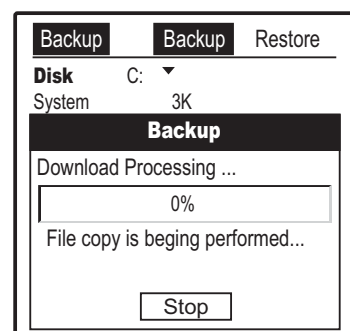 Backup Backup Restore
Disk C:
System 3K
Backup
Download Processing ...
0%
File copy is beging performed...
Stop